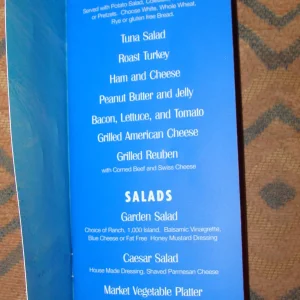 Served with Potato Salad,
or Pretzels. Choose White, Whole Wheat,
Rye or gluten free Bread.
Tuna Salad
Roast Turkey
Ham and Cheese
Peanut Butter and Jelly
Bacon, Lettuce, and Tomato
Grilled American Cheese
Grilled Reuben
with Corned Beef and Swiss Cheese
SALADS
Garden Salad
Choice of Ranch, 1,000 Island, Balsamic Vinaigretta,
Blue Cheese or Fat Free Honey Mustard Dressing
Caesar Salad
House Made Dressing, Shaved Parmesan Cheese
Market Vegetable Platter